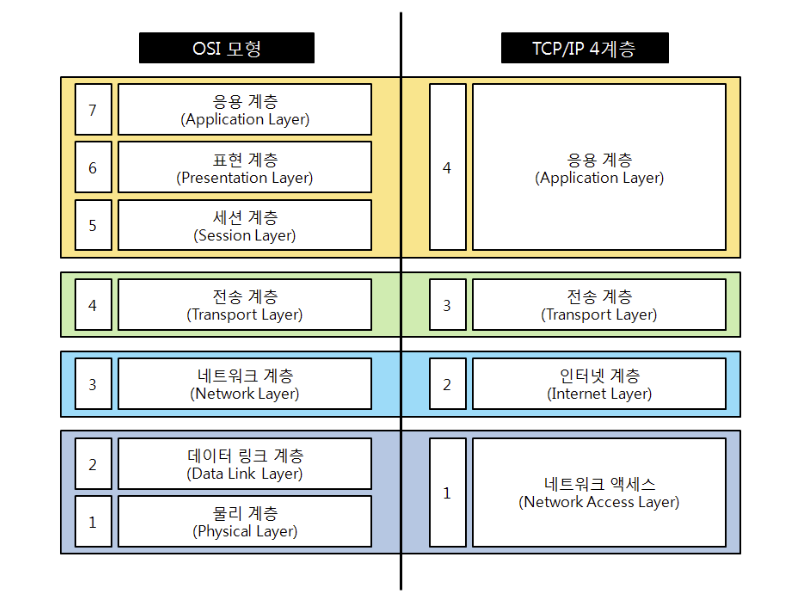 OSI 모형
7
응용 계층
(Application Layer)
6
표현 계층
(Presentation Layer)
5
세션 계층
(Session Layer)
4
전송 계층
(Transport Layer)
3
네트워크 계층
(Network Layer)
2
데이터 링크 계층
(Data Link Layer)
1
물리 계층
(Physical Layer)
TCP/IP 4계층
4
응용 계층
(Application Layer)
3
전송 계층
(Transport Layer)
2
인터넷 계층
(Internet Layer)
1
네트워크 액세스
(Network Access Layer)